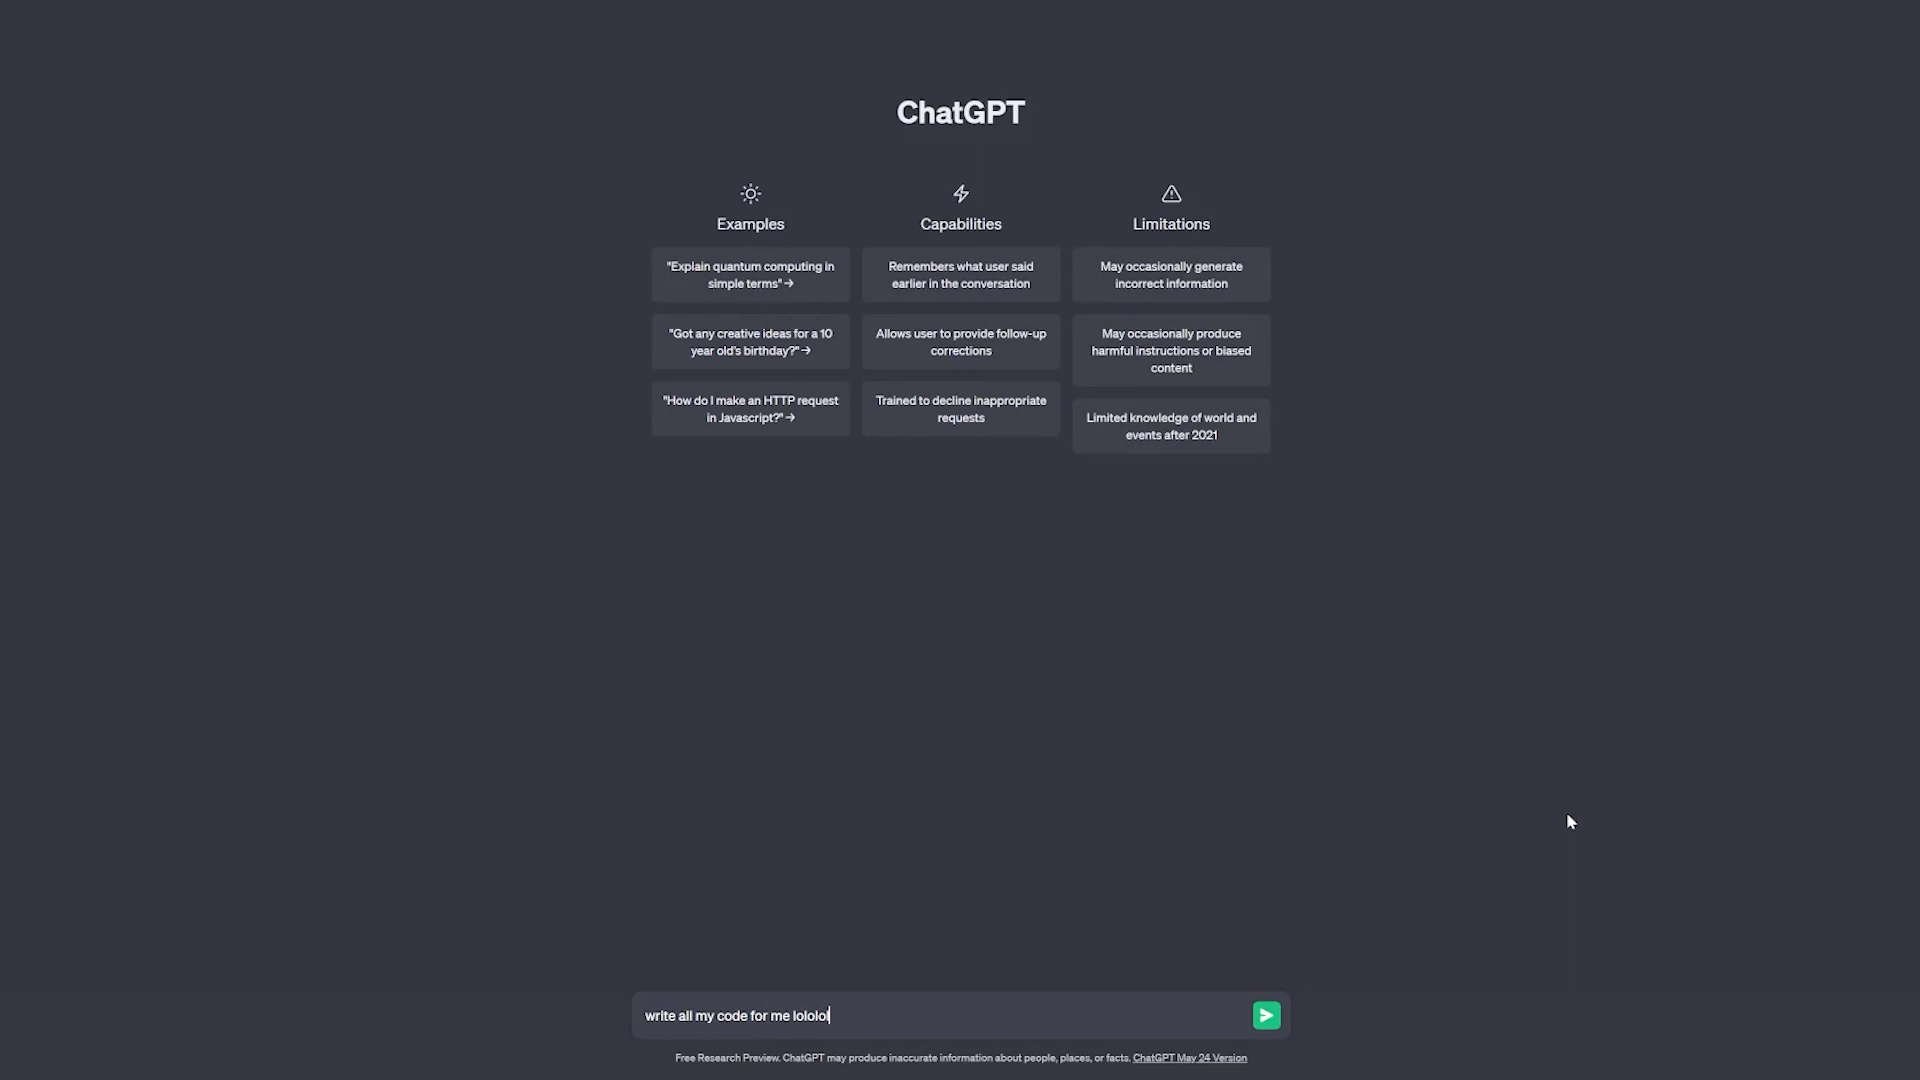 ChatGPT
Examples
"Explain quantum computing in
simple terms" →
"Got any creative ideas for a 10
year old's birthday?" →
"How do I make an HTTP request
in Javascript?" →
Capabilities
Remembers what user said
earlier in the conversation
Allows user to provide follow-up
corrections
Trained to decline inappropriate
requests
Limitations
May occasionally generate
incorrect information
May occasionally produce
harmful instructions or biased
content
Limited knowledge of world and
events after 2021
write all my code for me lololol
Free Research Preview. ChatGPT may produce inaccurate information about people, places, or facts. ChatGPT May 24 Version